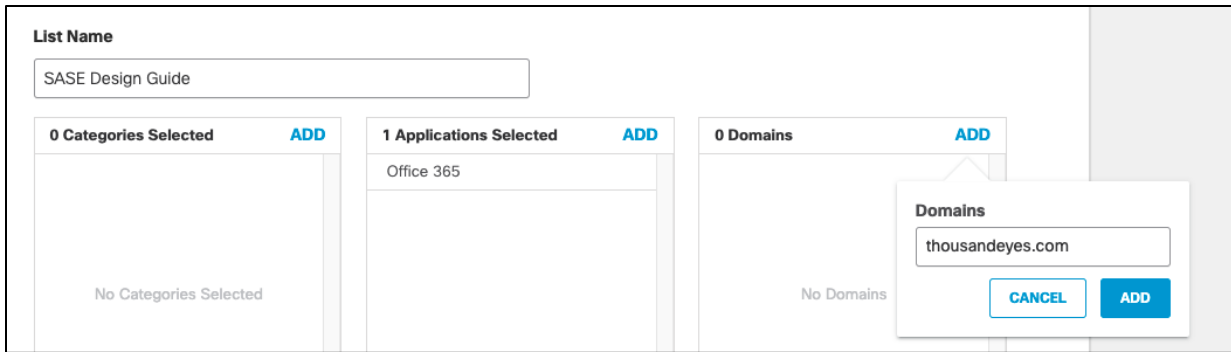 List Name
SASE Design Guide
0 Categories Selected ADD
1 Applications Selected ADD
0 Domains ADD
Office 365
No Categories Selected
No Domains
Domains
thousandeyes.com
CANCEL ADD